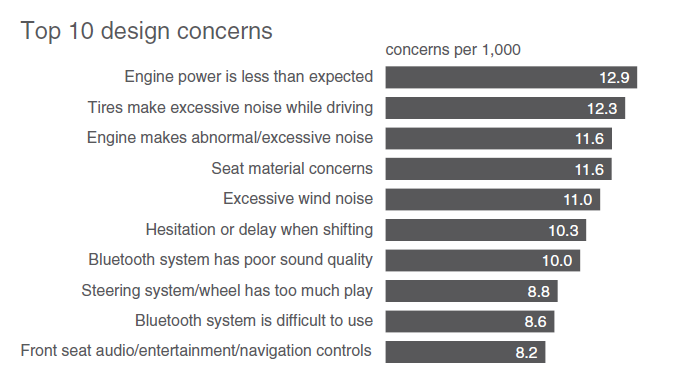 Top 10 design concerns
concerns per 1,000
Engine power is less than expected 12.9
Tires make excessive noise while driving 12.3
Engine makes abnormal/excessive noise 11.6
Seat material concerns 11.6
Excessive wind noise 11.0
Hesitation or delay when shifting 10.3
Bluetooth system has poor sound quality 10.0
Steering system/wheel has too much play 8.8
Bluetooth system is difficult to use 8.6
Front seat audio/entertainment/navigation controls 8.2